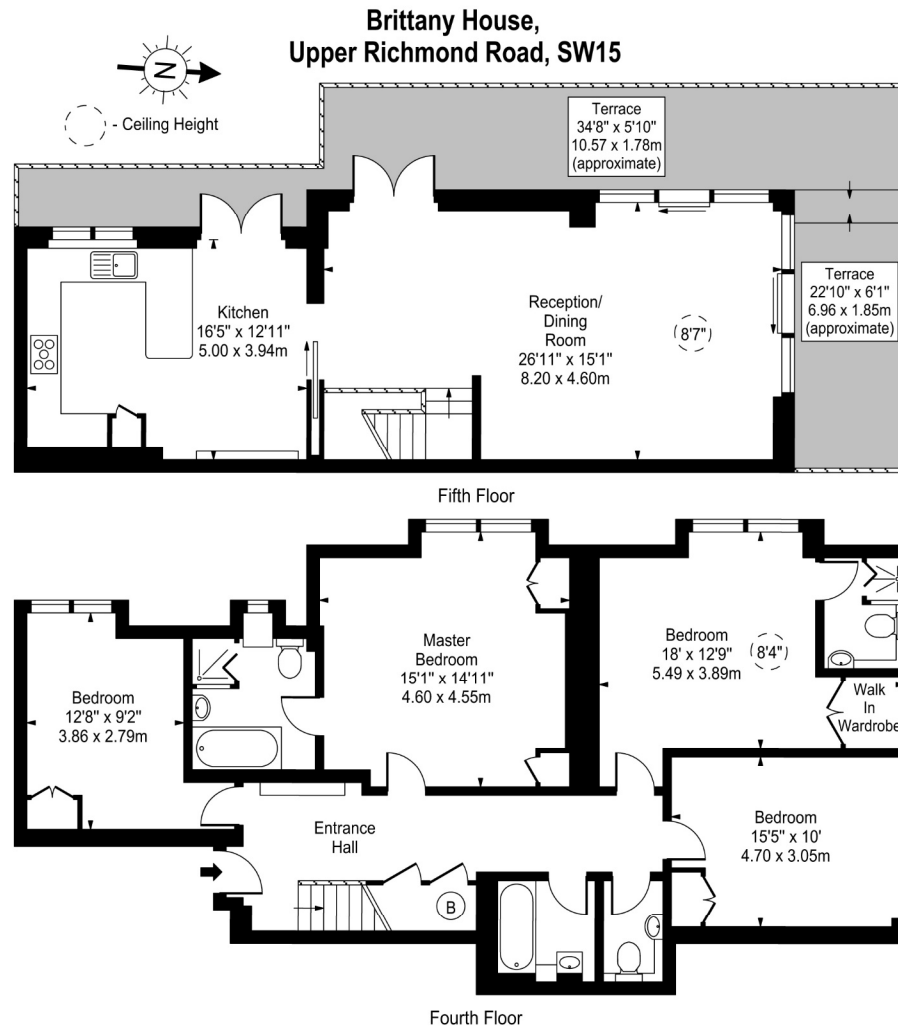 Brittany House,
Upper Richmond Road, SW15
N
- Ceiling Height
Terrace
34'8" x 5'10"
10.57 x 1.78m
(approximate)
Kitchen
16'5" x 12'11"
5.00 x 3.94m
Reception/
Dining
Room
26'11" x 15'1"
8.20 x 4.60m
8'7"
Terrace
22'10" x 6'1"
6.96 x 1.85m
(approximate)
Fifth Floor
Bedroom
12'8" x 9'2"
3.86 x 2.79m
Master
Bedroom
15'1" x 14'11"
4.60 x 4.55m
Bedroom
18' x 12'9"
5.49 x 3.89m
8'4"
Walk
In
Wardrobe
Entrance
Hall
B
Bedroom
15'5" x 10'
4.70 x 3.05m
Fourth Floor